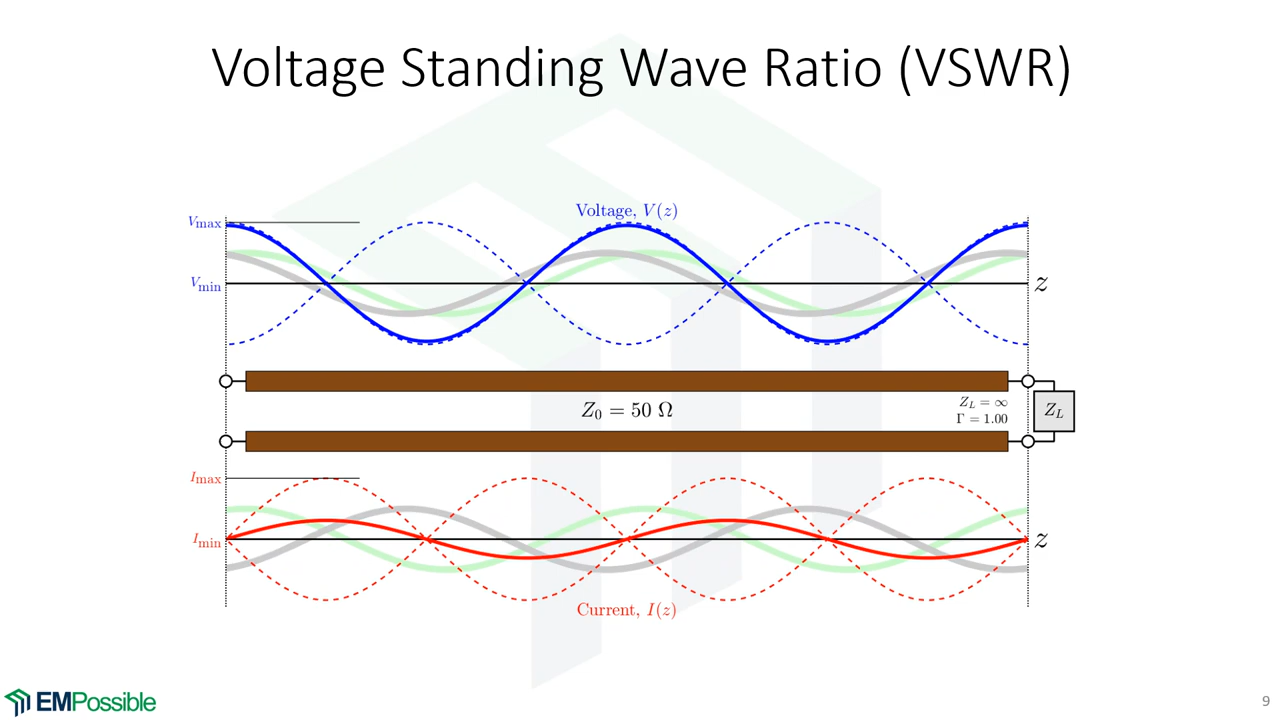 Voltage Standing Wave Ratio (VSWR)
Voltage, V(z)
Vmax
Vmin
z
Z0 = 50 Ω
ZL = ∞
Γ = 1.00
ZL
Imax
Imin
z
Current, I(z)
EMPossible
9